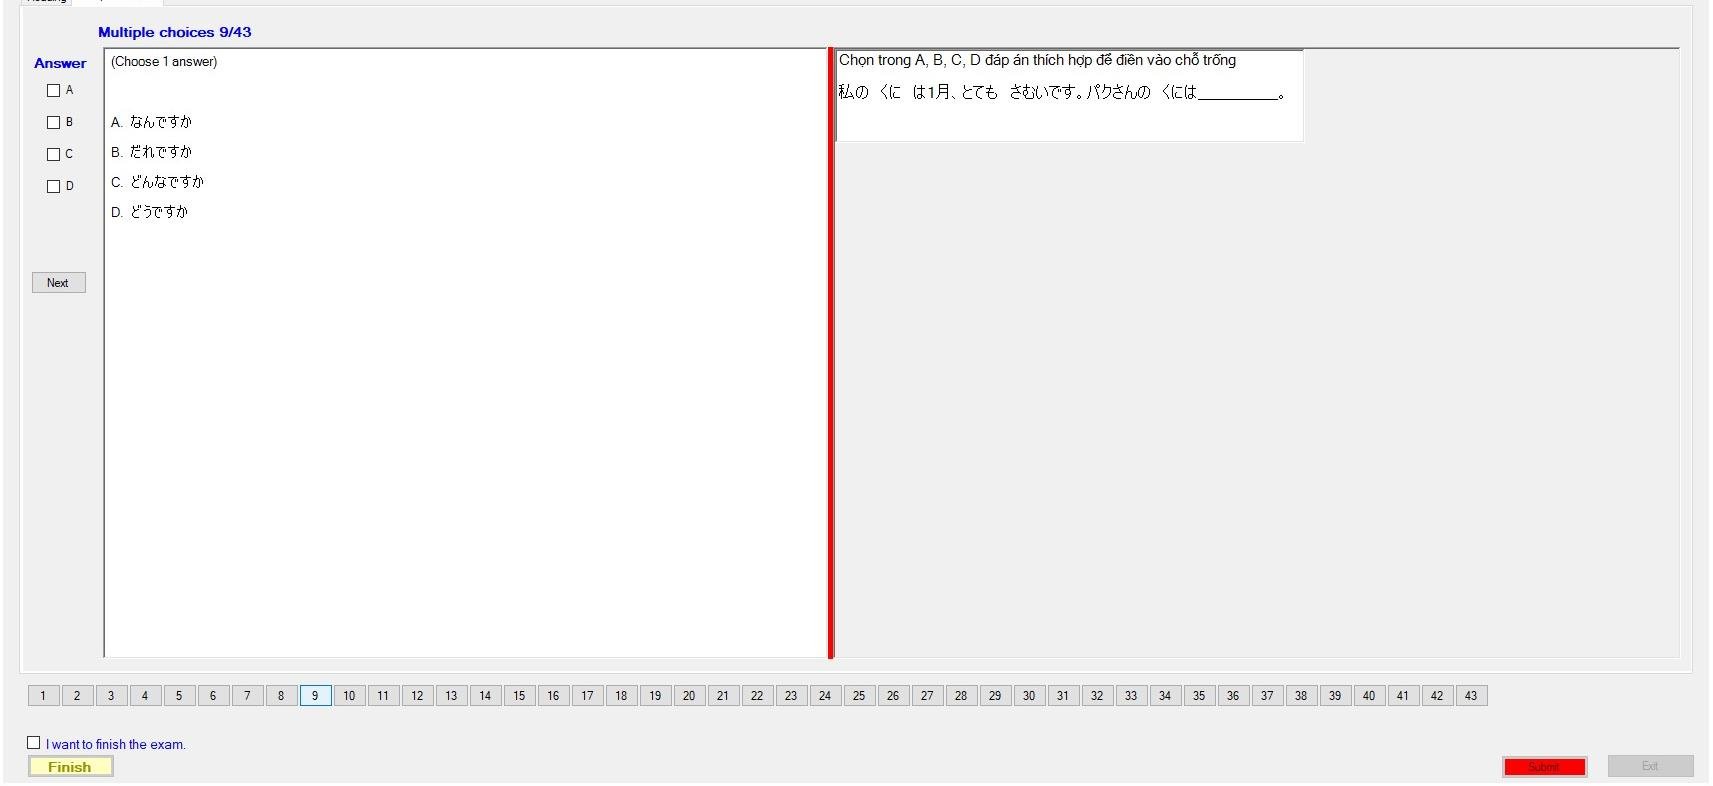 Multiple choices 9/43
Answer
A
B
C
D
Next
(Choose 1 answer)
A. なんですか
B. だれですか
C. どんなですか
D. どうですか
Chọn trong A, B, C, D đáp án thích hợp để điền vào chỗ trống
私の くに は1月、とても さむいです。パクさんの くには__________。
1 2 3 4 5 6 7 8 9 10 11 12 13 14 15 16 17 18 19 20 21 22 23 24 25 26 27 28 29 30 31 32 33 34 35 36 37 38 39 40 41 42 43
I want to finish the exam.
Finish
Submit
Exit